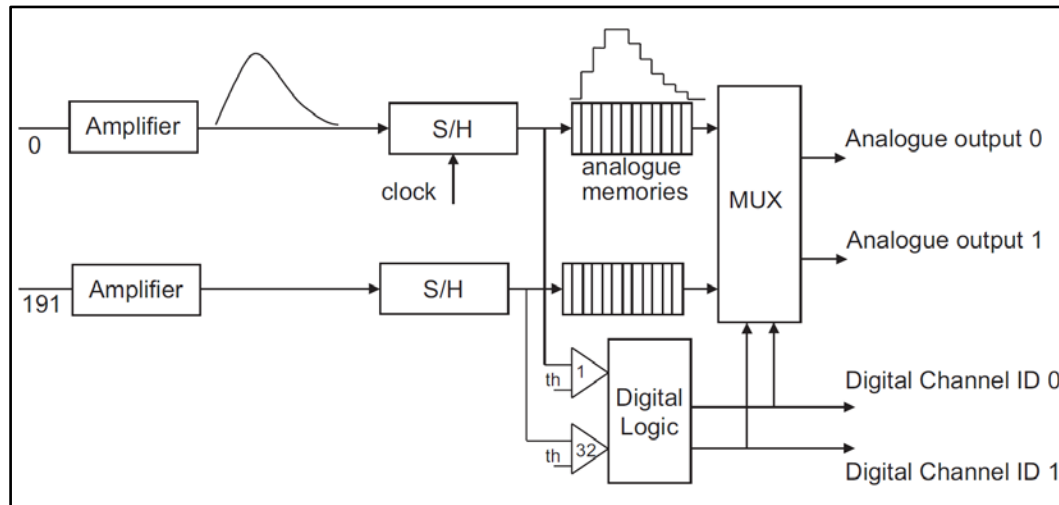 Amplifier
0
S/H
clock
analogue
memories
MUX
Analogue output 0
Analogue output 1
Amplifier
191
S/H
th
1
th
32
Digital
Logic
Digital Channel ID 0
Digital Channel ID 1